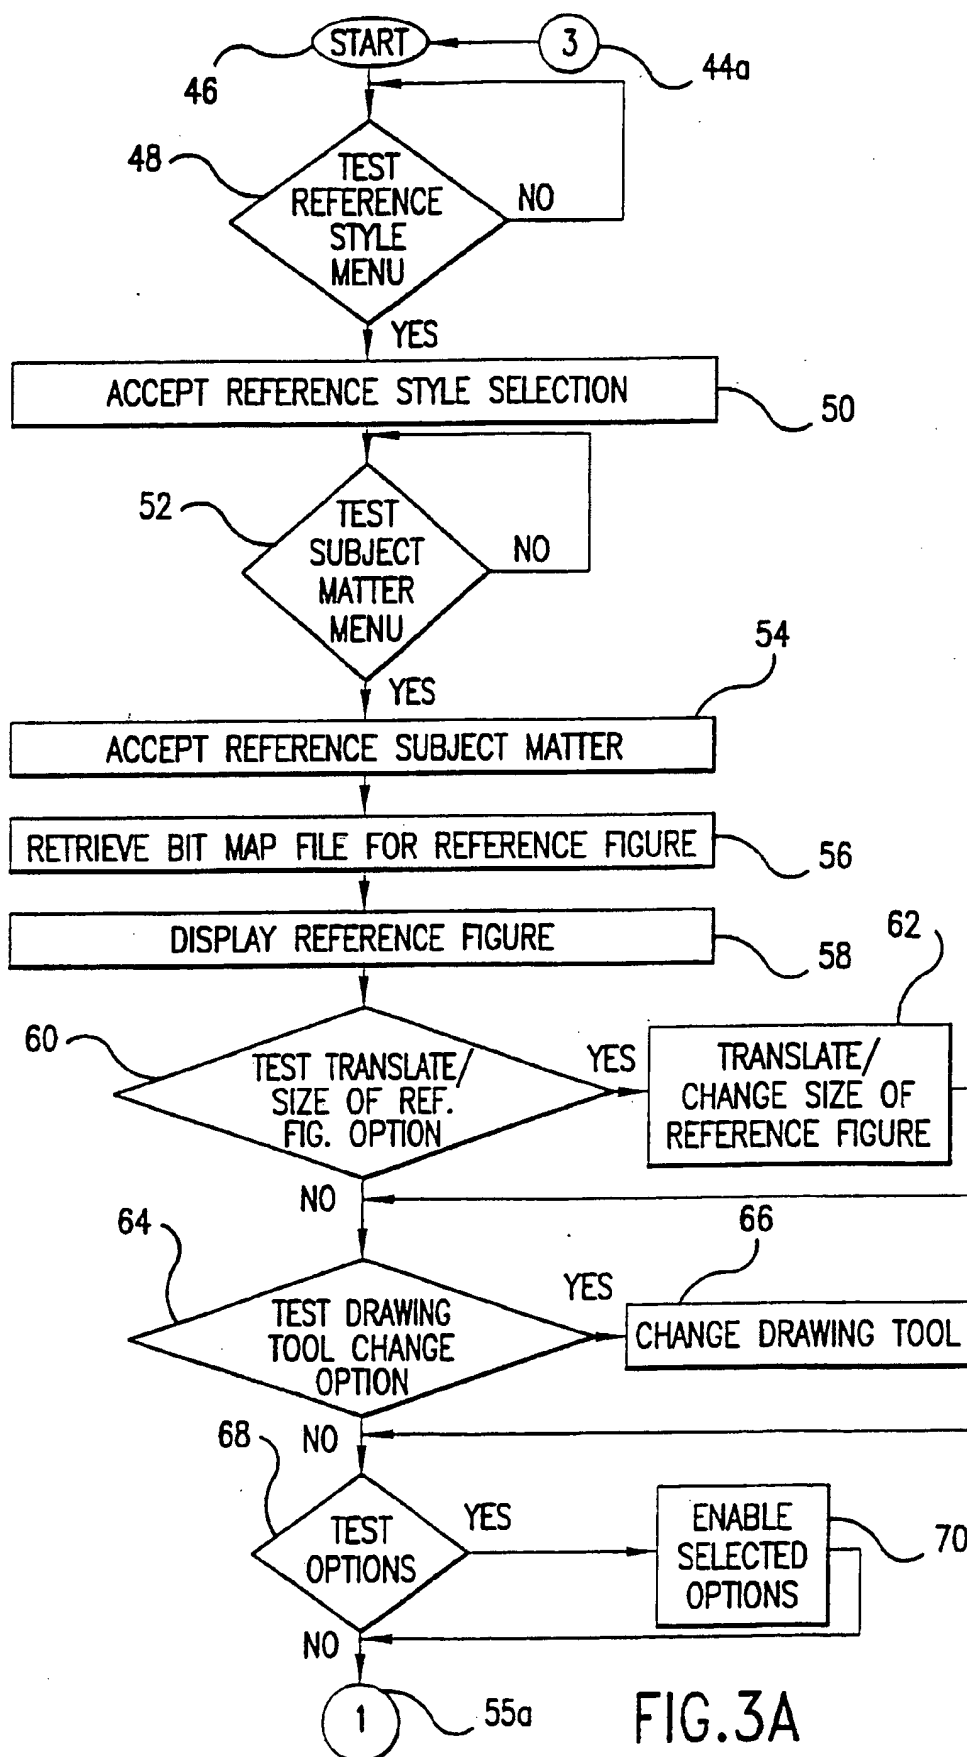 START
3
46
44a
48
TEST
REFERENCE
STYLE
MENU
NO
YES
ACCEPT REFERENCE STYLE SELECTION
50
52
TEST
SUBJECT
MATTER
MENU
NO
YES
54
ACCEPT REFERENCE SUBJECT MATTER
RETRIEVE BIT MAP FILE FOR REFERENCE FIGURE
56
DISPLAY REFERENCE FIGURE
58
62
60
TEST TRANSLATE/
SIZE OF REF.
FIG. OPTION
YES
TRANSLATE/
CHANGE SIZE OF
REFERENCE FIGURE
NO
64
66
TEST DRAWING
TOOL CHANGE
OPTION
YES
CHANGE DRAWING TOOL
NO
68
TEST
OPTIONS
YES
ENABLE
SELECTED
OPTIONS
70
NO
1
55a
FIG.3A